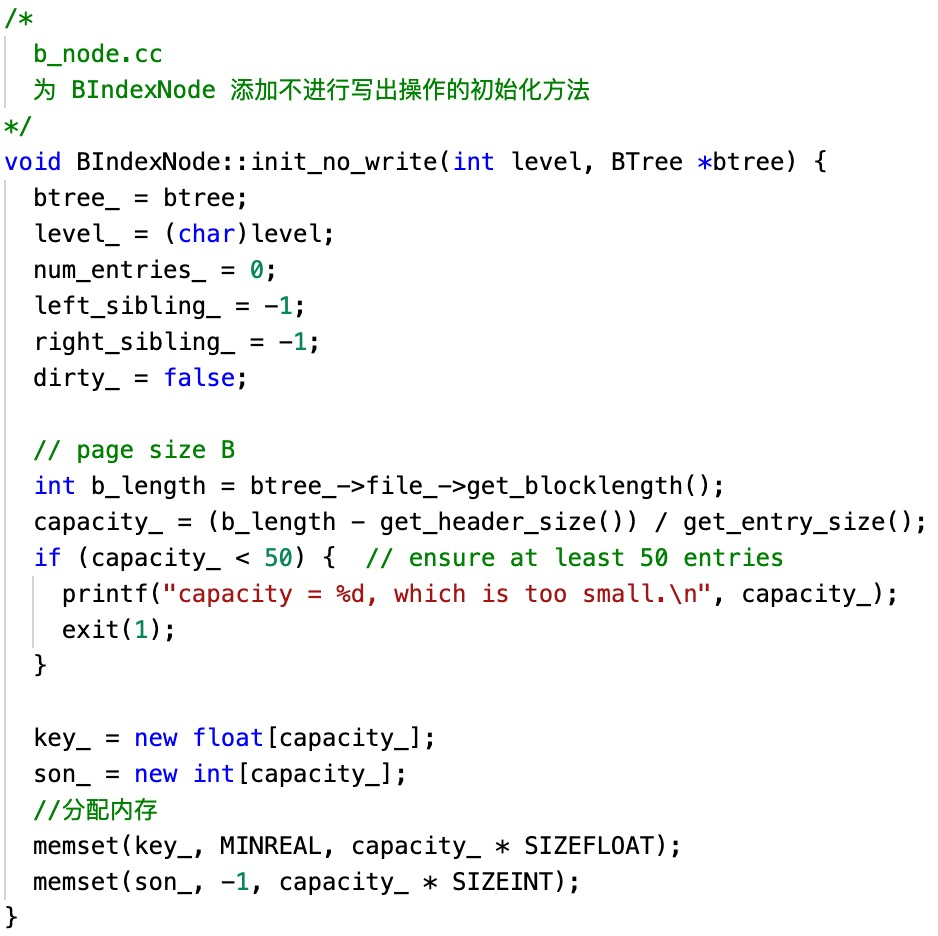 /*
  b_node.cc
  为 BIndexNode 添加不进行写出操作的初始化方法
*/
void BIndexNode::init_no_write(int level, BTree *btree) {
  btree_ = btree;
  level_ = (char)level;
  num_entries_ = 0;
  left_sibling_ = -1;
  right_sibling_ = -1;
  dirty_ = false;

  // page size B
  int b_length = btree_->file_->get_blocklength();
  capacity_ = (b_length - get_header_size()) / get_entry_size();
  if (capacity_ < 50) {  // ensure at least 50 entries
    printf("capacity = %d, which is too small.\n", capacity_);
    exit(1);
  }

  key_ = new float[capacity_];
  son_ = new int[capacity_];
  //分配内存
  memset(key_, MINREAL, capacity_ * SIZEFLOAT);
  memset(son_, -1, capacity_ * SIZEINT);
}